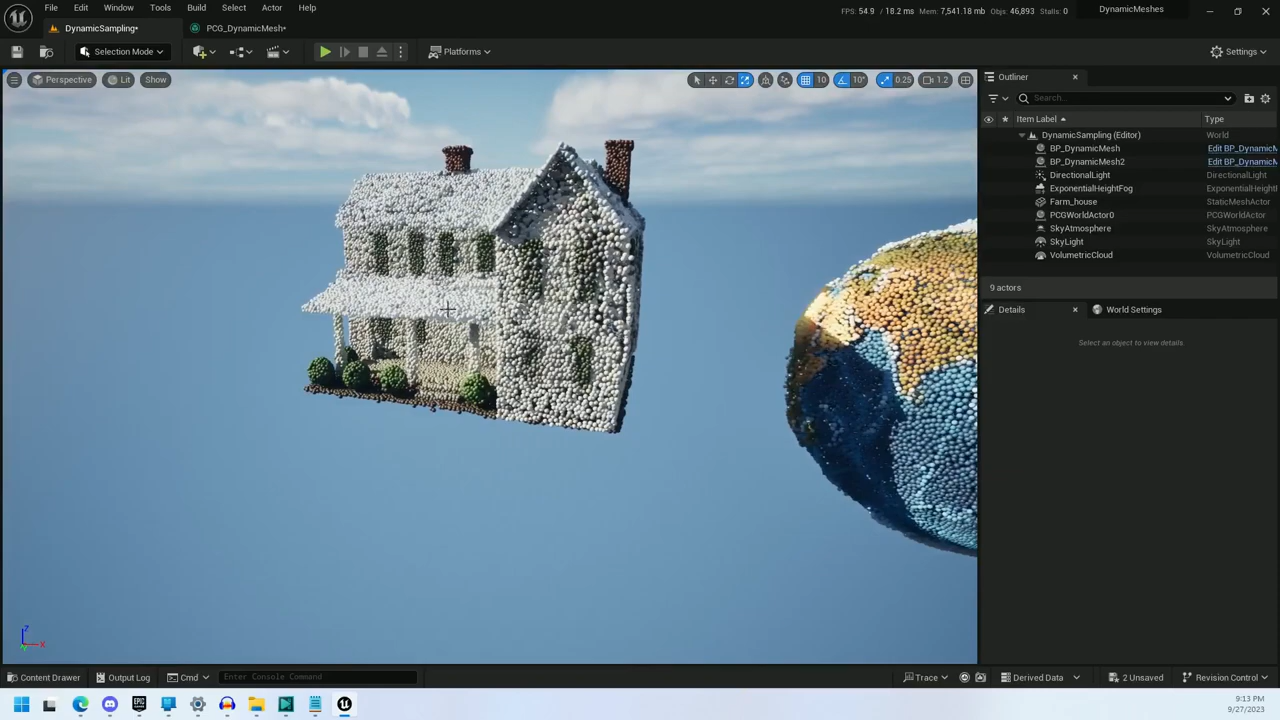 File Edit Window Tools Build Select Actor Help
FPS: 54.9 / 18.2 ms Mem: 7,541.18 mb Objs: 46,893 Stalls: 0
DynamicMeshes
DynamicSampling*
PCG_DynamicMesh*
Selection Mode
Platforms
Settings
Perspective Lit Show
10 10° 0.25 1.2
Outliner
Search...
Item Label Type
DynamicSampling (Editor) World
BP_DynamicMesh Edit BP_DynamicM
BP_DynamicMesh2 Edit BP_DynamicM
DirectionalLight DirectionalLight
ExponentialHeightFog ExponentialHeightF
Farm_house StaticMeshActor
PCGWorldActor0 PCGWorldActor
SkyAtmosphere SkyAtmosphere
SkyLight SkyLight
VolumetricCloud VolumetricCloud
9 actors
Details
World Settings
Select an object to view details
Z
X
Content Drawer Output Log Cmd Enter Console Command
Trace Derived Data 2 Unsaved Revision Control
9:13 PM
9/27/2023